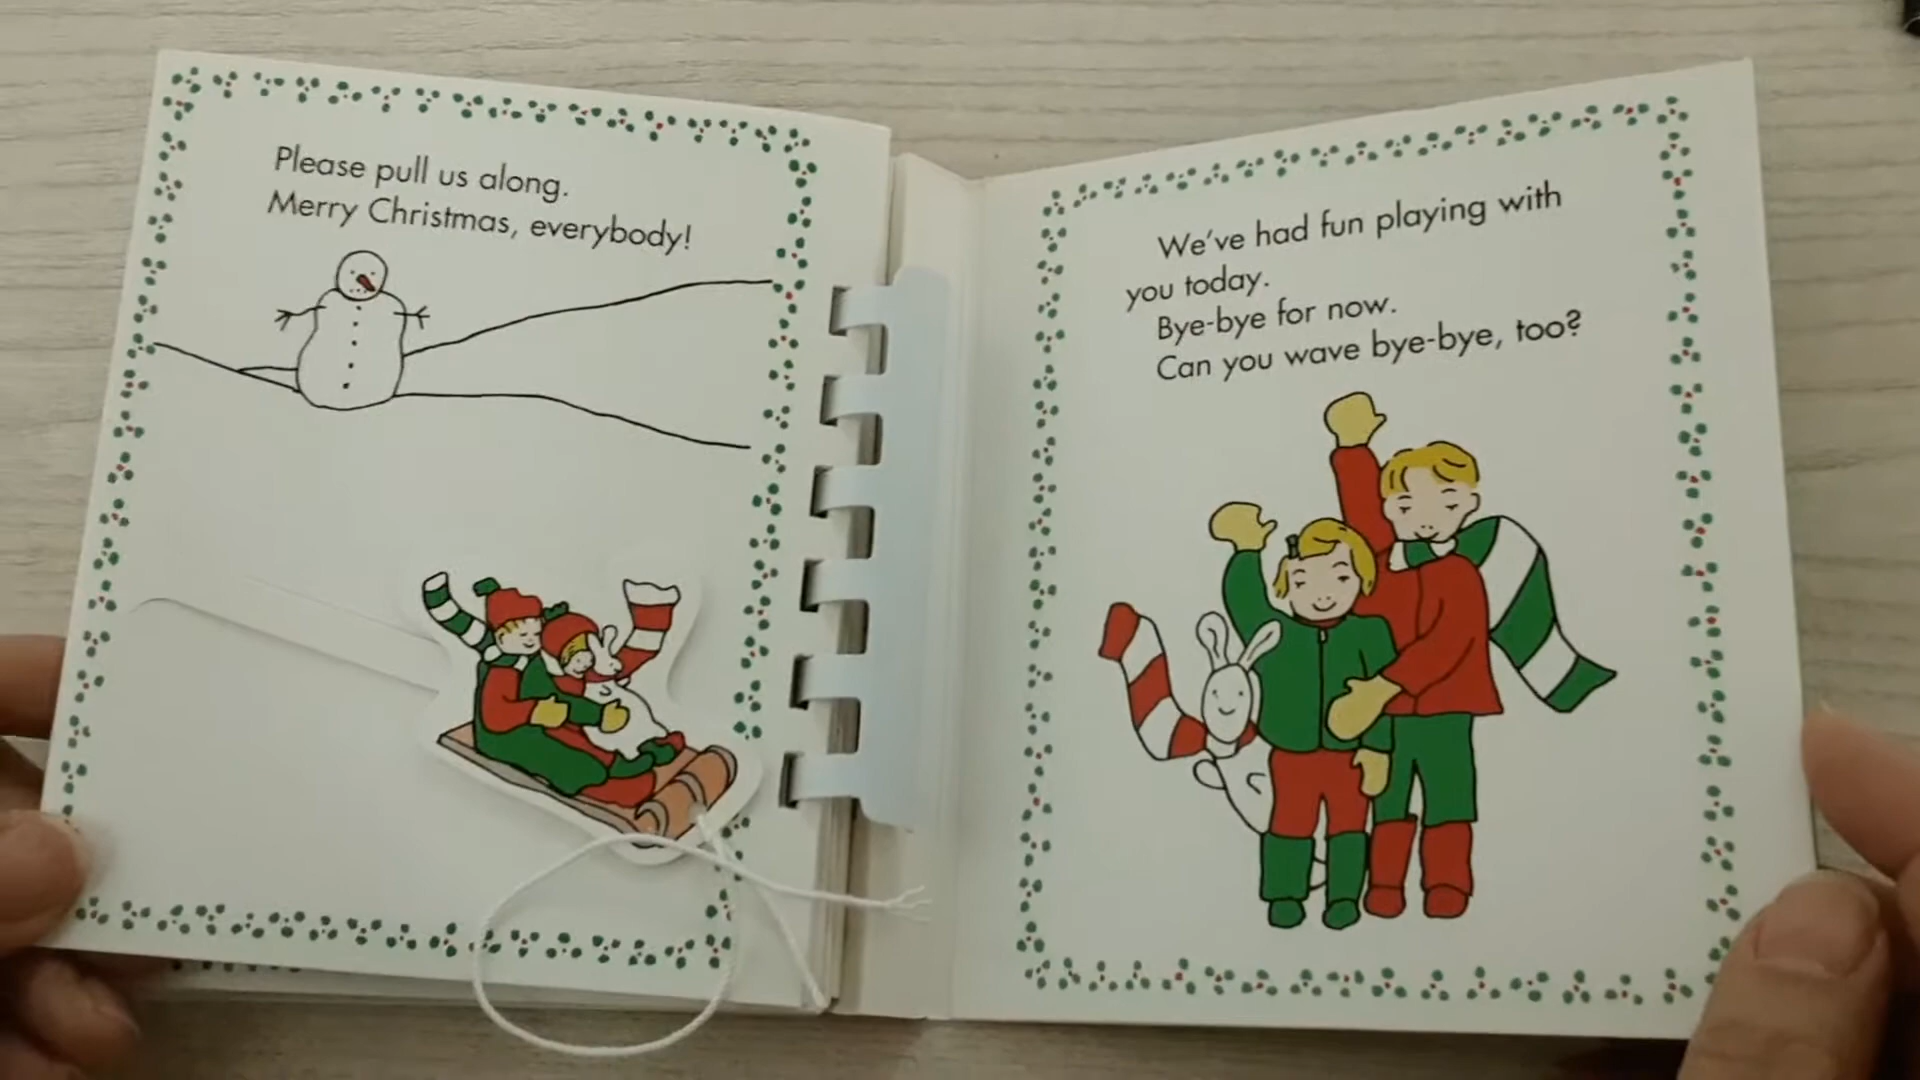 Please pull us along.
Merry Christmas, everybody!
We've had fun playing with
you today.
Bye-bye for now.
Can you wave bye-bye, too?